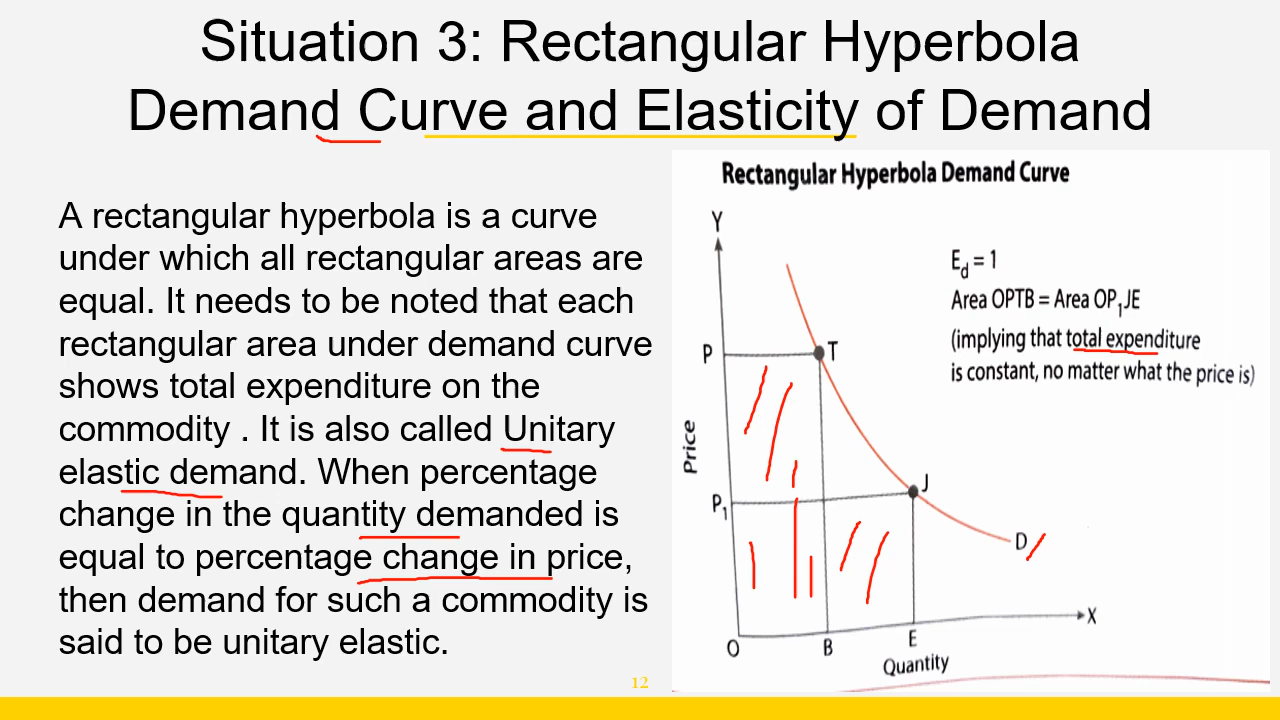 Situation 3: Rectangular Hyperbola
Demand Curve and Elasticity of Demand
A rectangular hyperbola is a curve
under which all rectangular areas are
equal. It needs to be noted that each
rectangular area under demand curve
shows total expenditure on the
commodity . It is also called Unitary
elastic demand. When percentage
change in the quantity demanded is
equal to percentage change in price,
then demand for such a commodity is
said to be unitary elastic.
Rectangular Hyperbola Demand Curve
Y
Ed = 1
Area OPTB = Area OP1JE
(implying that total expenditure
is constant, no matter what the price is)
P
T
Price
P1
J
D
X
O
B
E
Quantity
12